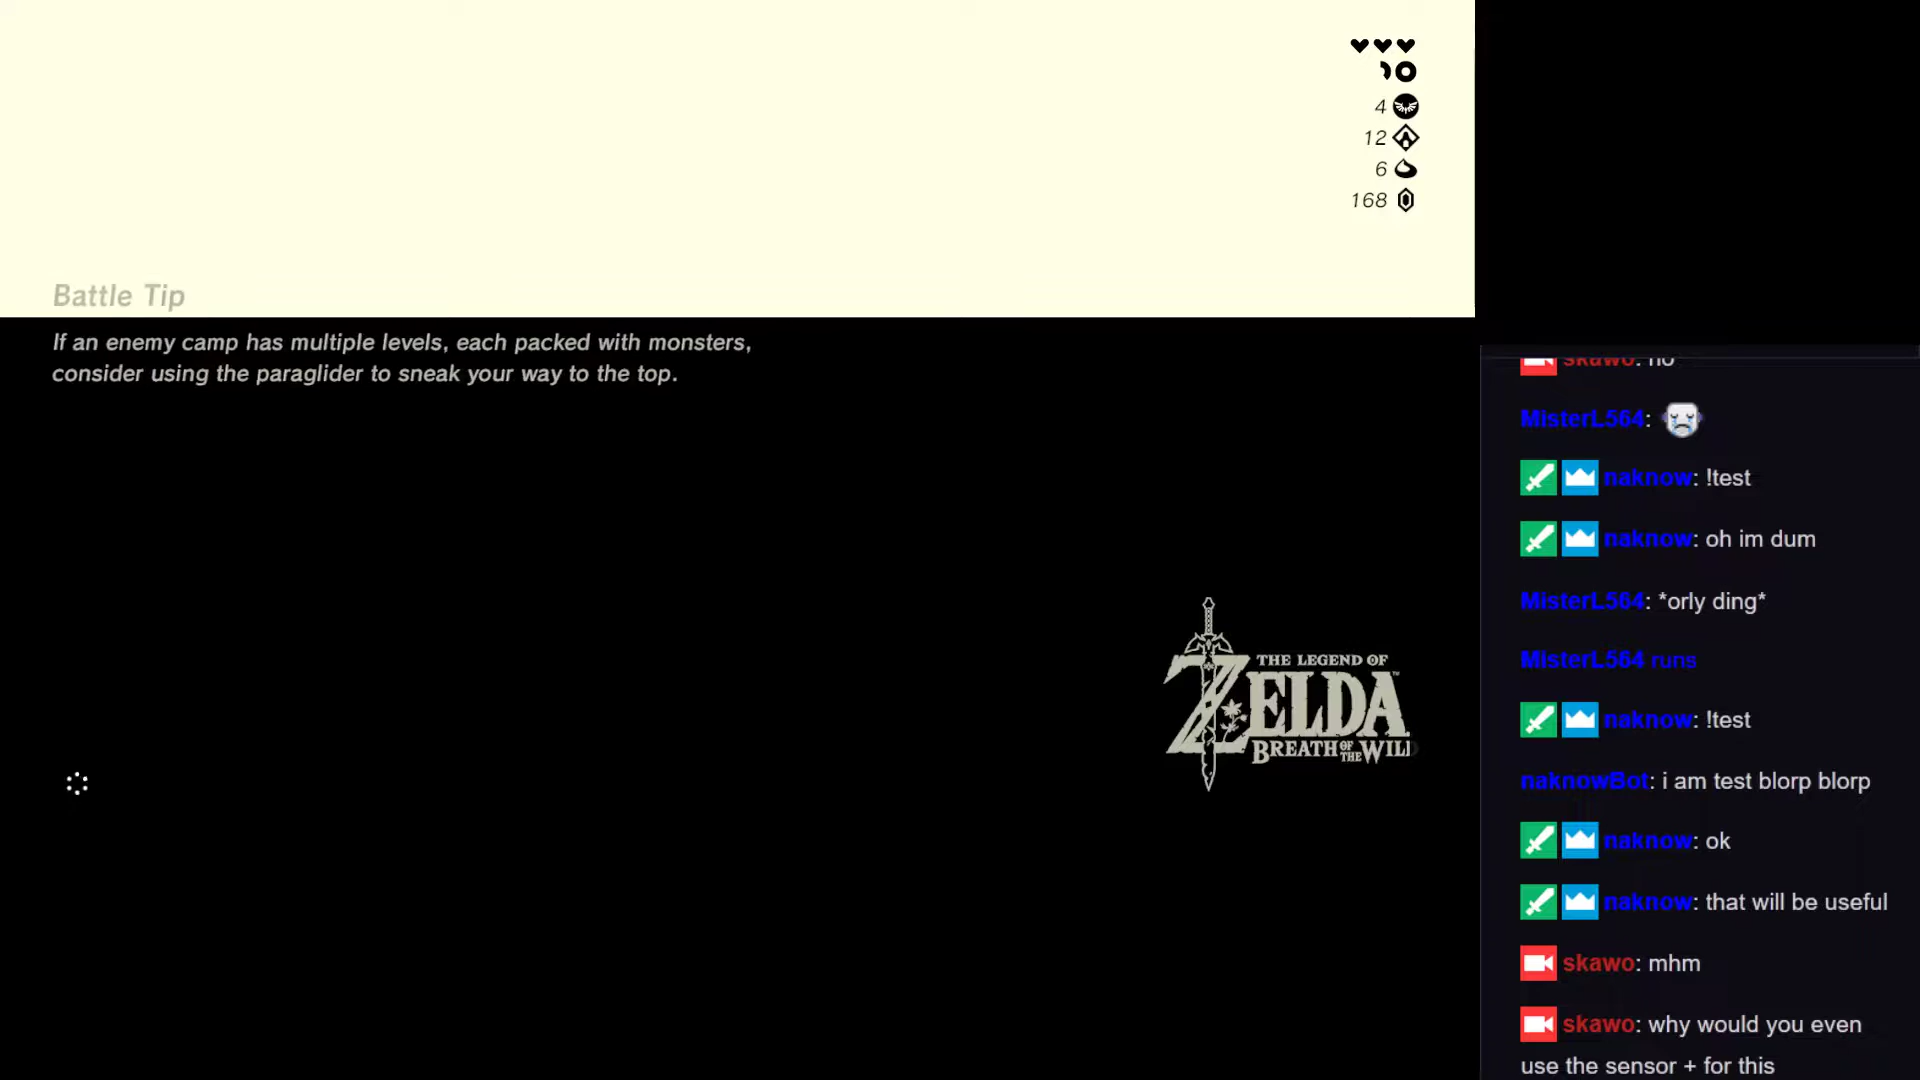 4
12
6
168
Battle Tip
If an enemy camp has multiple levels, each packed with monsters,
consider using the paraglider to sneak your way to the top.
THE LEGEND OF
ZELDA
BREATH OF THE WILD
skawo: no
MisterL564:
naknow: !test
naknow: oh im dum
MisterL564: *orly ding*
MisterL564 runs
naknow: !test
naknowBot: i am test blorp blorp
naknow: ok
naknow: that will be useful
skawo: mhm
skawo: why would you even
use the sensor + for this